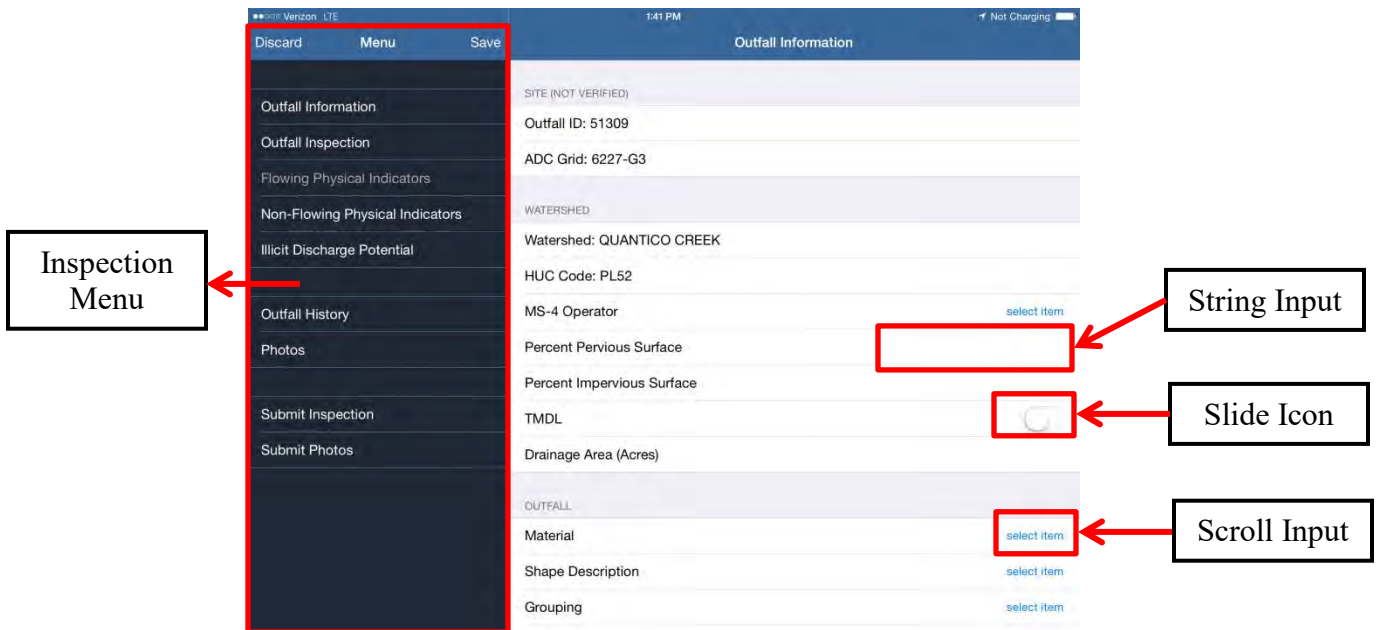 Verizon LTE
1:41 PM
Not Charging
Discard Menu Save
Outfall Information
Outfall Information
Outfall Inspection
Flowing Physical Indicators
Non-Flowing Physical Indicators
Illicit Discharge Potential
Outfall History
Photos
Submit Inspection
Submit Photos
SITE (NOT VERIFIED)
Outfall ID: 51309
ADC Grid: 6227-G3
WATERSHED
Watershed: QUANTICO CREEK
HUC Code: PL52
MS-4 Operator select item
Percent Pervious Surface
Percent Impervious Surface
TMDL
Drainage Area (Acres)
OUTFALL
Material select item
Shape Description select item
Grouping select item
Inspection
Menu
String Input
Slide Icon
Scroll Input